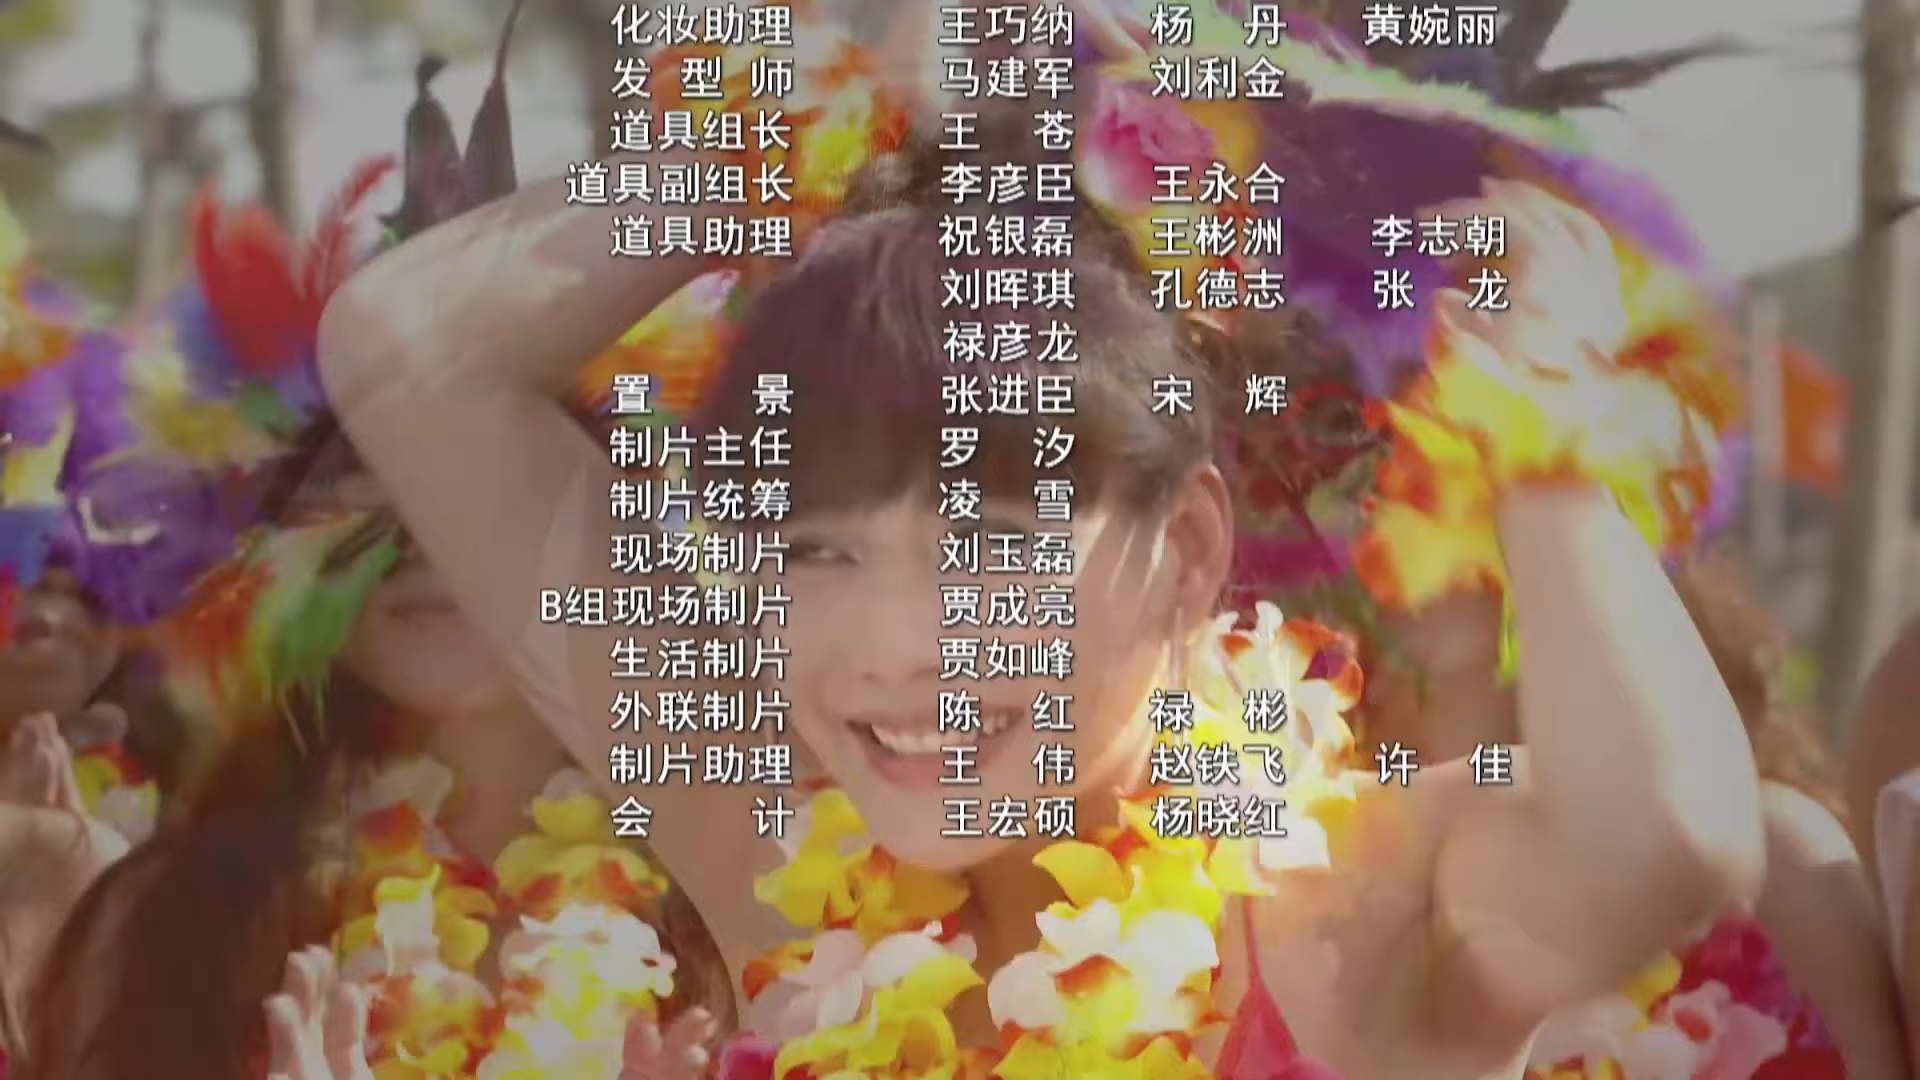 化妆助理 王巧纳 杨丹 黄婉丽
发型师 马建军 刘利金
道具组长 王苍
道具副组长 李彦臣 王永合
道具助理 祝银磊 王彬洲 李志朝
刘晖琪 孔德志 张龙
禄彦龙
置景 张进臣 宋辉
制片主任 罗汐
制片统筹 凌雪
现场制片 刘玉磊
B组现场制片 贾成亮
生活制片 贾如峰
外联制片 陈红 禄彬
制片助理 王伟 赵铁飞 许佳
会计 王宏硕 杨晓红